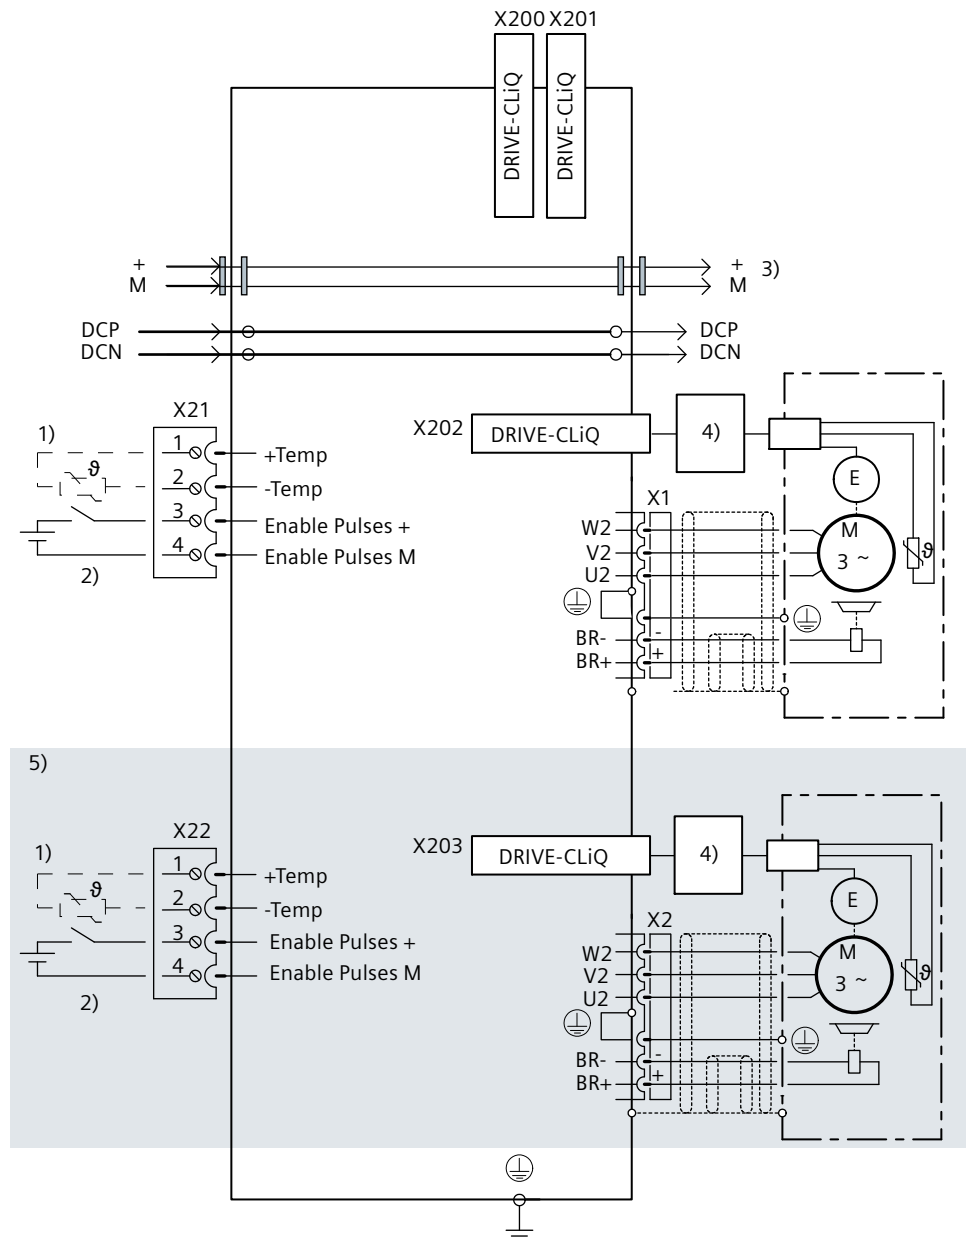 X200 X201
DRIVE-CLiQ
DRIVE-CLiQ
+
M
+
M
3)
DCP
DCN
DCP
DCN
X21
1)
1
+Temp
ϑ
2
-Temp
3
Enable Pulses +
4
Enable Pulses M
2)
X202
DRIVE-CLiQ
4)
E
X1
W2
V2
U2
M
3 ~
ϑ
BR-
-
BR+
+
5)
X22
1)
1
+Temp
ϑ
2
-Temp
3
Enable Pulses +
4
Enable Pulses M
2)
X203
DRIVE-CLiQ
4)
E
X2
W2
V2
U2
M
3 ~
ϑ
BR-
-
BR+
+